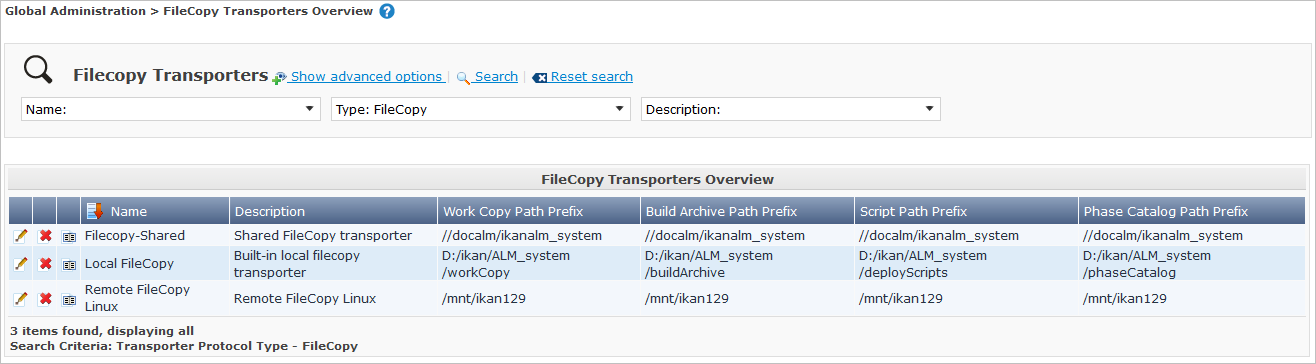 Global Administration > FileCopy Transporters Overview ?
Filecopy Transporters Show advanced options | Search | Reset search
Name: Type: FileCopy Description:
FileCopy Transporters Overview
Name Description Work Copy Path Prefix Build Archive Path Prefix Script Path Prefix Phase Catalog Path Prefix
Filecopy-Shared Shared FileCopy transporter //docalm/ikanalm_system //docalm/ikanalm_system //docalm/ikanalm_system //docalm/ikanalm_system
Local FileCopy Built-in local filecopy transporter D:/ikan/ALM_system/workCopy D:/ikan/ALM_system/buildArchive D:/ikan/ALM_system/deployScripts D:/ikan/ALM_system/phaseCatalog
Remote FileCopy Linux Remote FileCopy Linux /mnt/ikan129 /mnt/ikan129 /mnt/ikan129 /mnt/ikan129
3 items found, displaying all
Search Criteria: Transporter Protocol Type - FileCopy